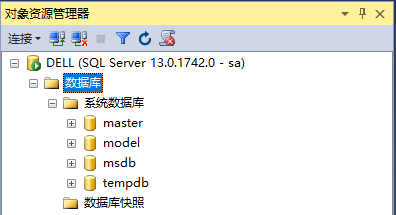 对象资源管理器
连接
DELL (SQL Server 13.0.1742.0 - sa)
数据库
系统数据库
master
model
msdb
tempdb
数据库快照